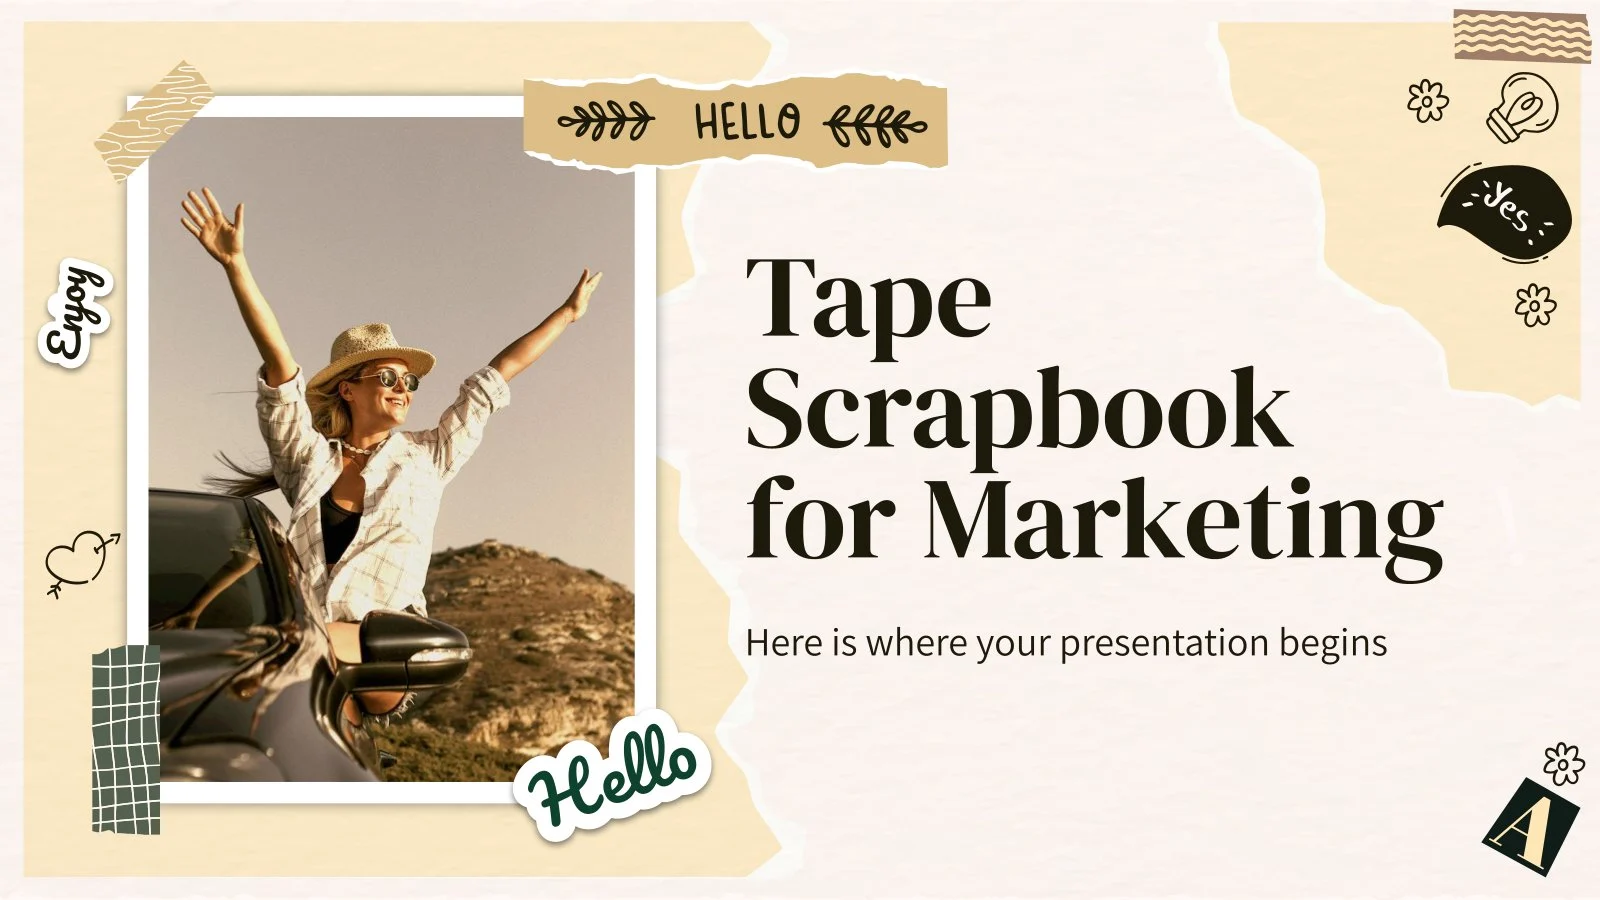 HELLO
Yes
Enjoy
Tape
Scrapbook
for Marketing
Here is where your presentation begins
Hello
A